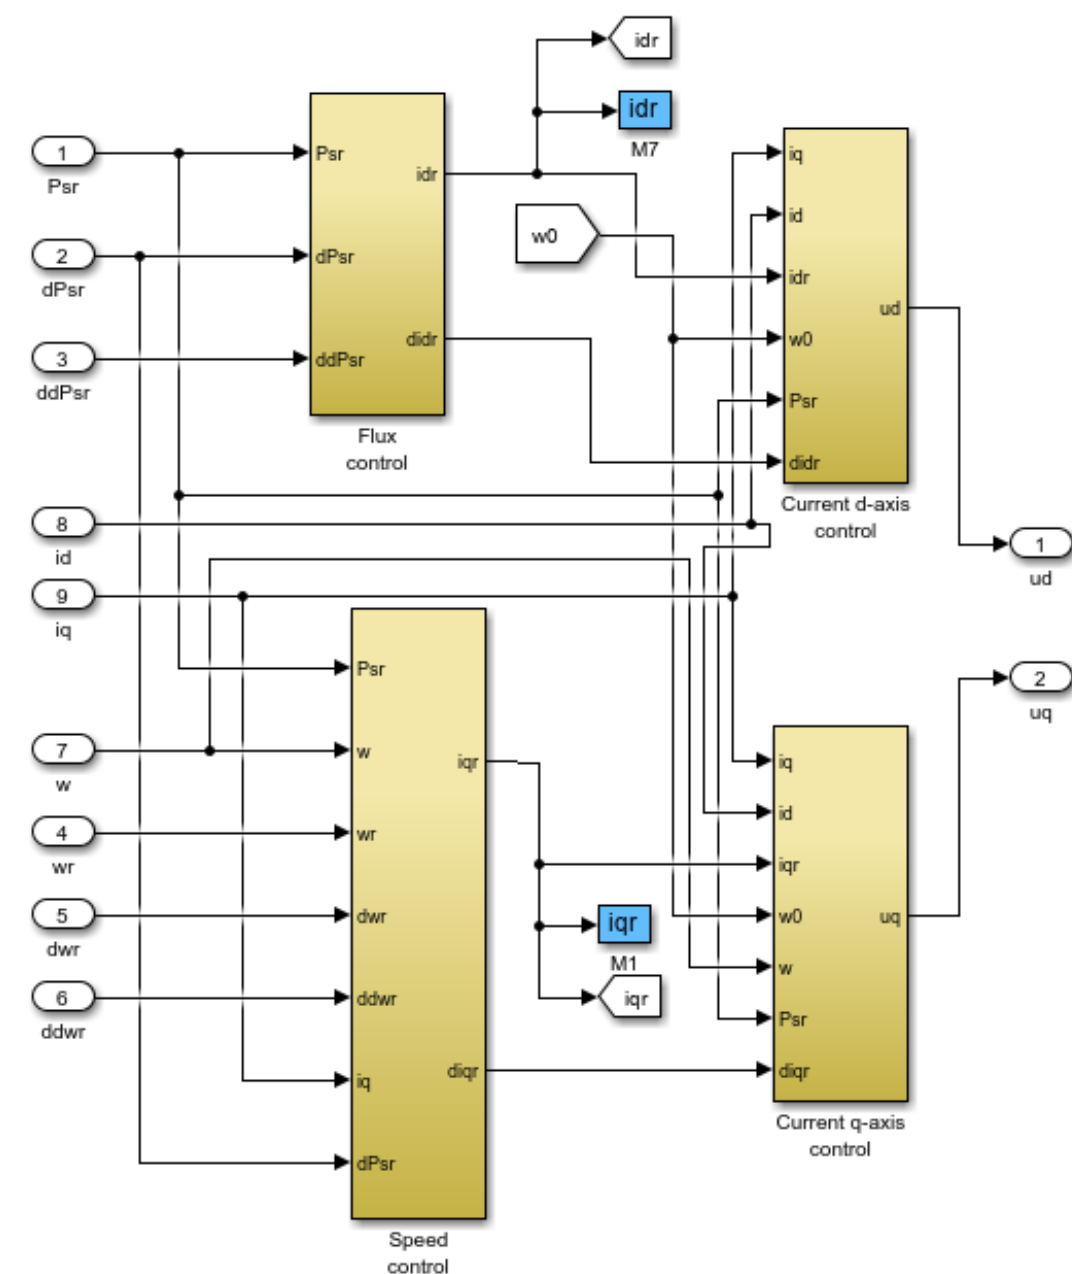 idr
idr
M7
1
Psr
2
dPsr
3
ddPsr
Psr
dPsr
ddPsr
idr
didr
Flux
control
w0
iq
id
idr
w0
Psr
didr
ud
Current d-axis
control
8
id
9
iq
1
ud
2
uq
7
w
4
wr
5
dwr
6
ddwr
Psr
w
wr
dwr
ddwr
iq
dPsr
iqr
diqr
Speed
control
iqr
M1
iqr
iq
id
iqr
w0
w
Psr
diqr
uq
Current q-axis
control